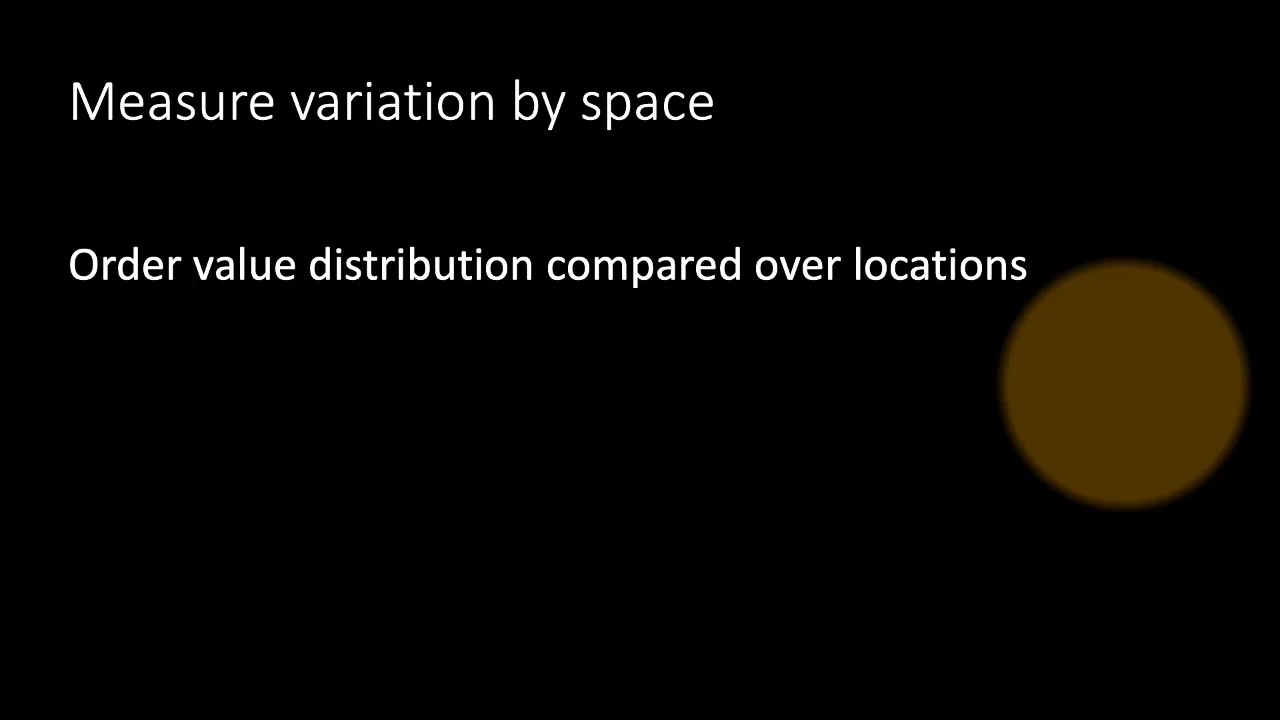 Measure variation by space
Order value distribution compared over locations